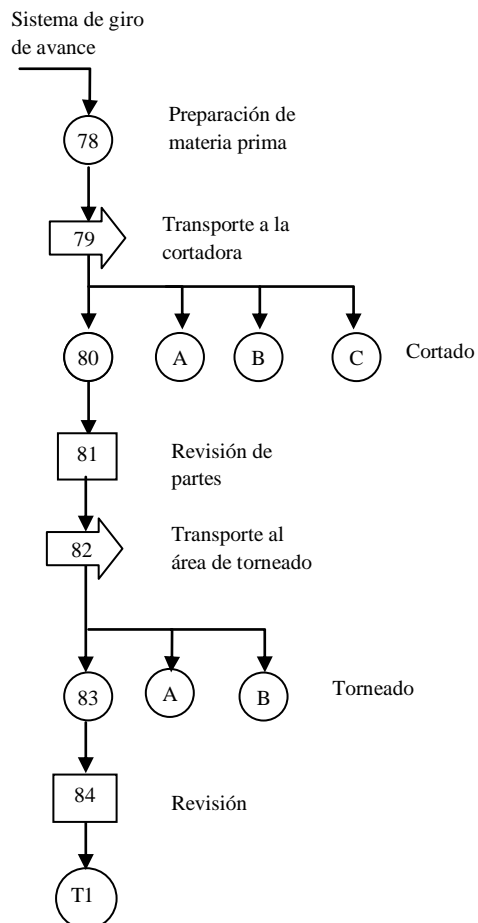 Sistema de giro
de avance
78
Preparación de
materia prima
79
Transporte a la
cortadora
80
A
B
C
Cortado
81
Revisión de
partes
82
Transporte al
área de torneado
83
A
B
Torneado
84
Revisión
T1